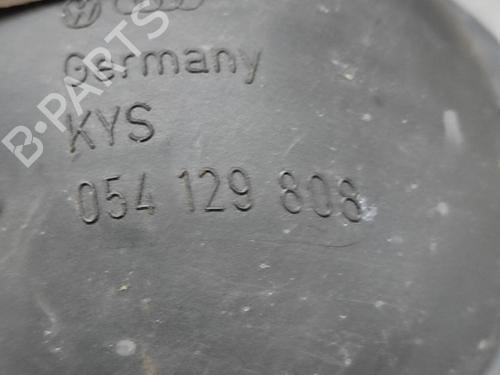 Germany
KYS
054 129 808
B-PARTS